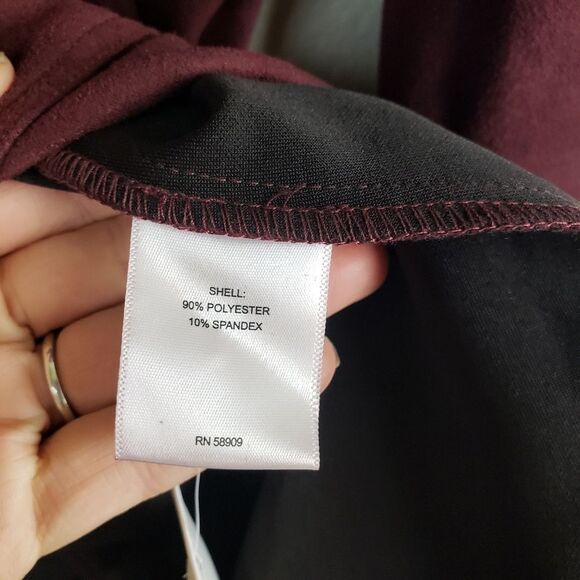 SHELL:
90% POLYESTER
10% SPANDEX
RN 58909